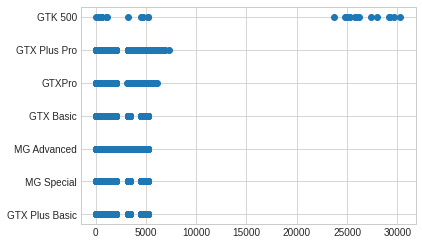 GTK 500
GTX Plus Pro
GTXPro
GTX Basic
MG Advanced
MG Special
GTX Plus Basic
0 5000 10000 15000 20000 25000 30000